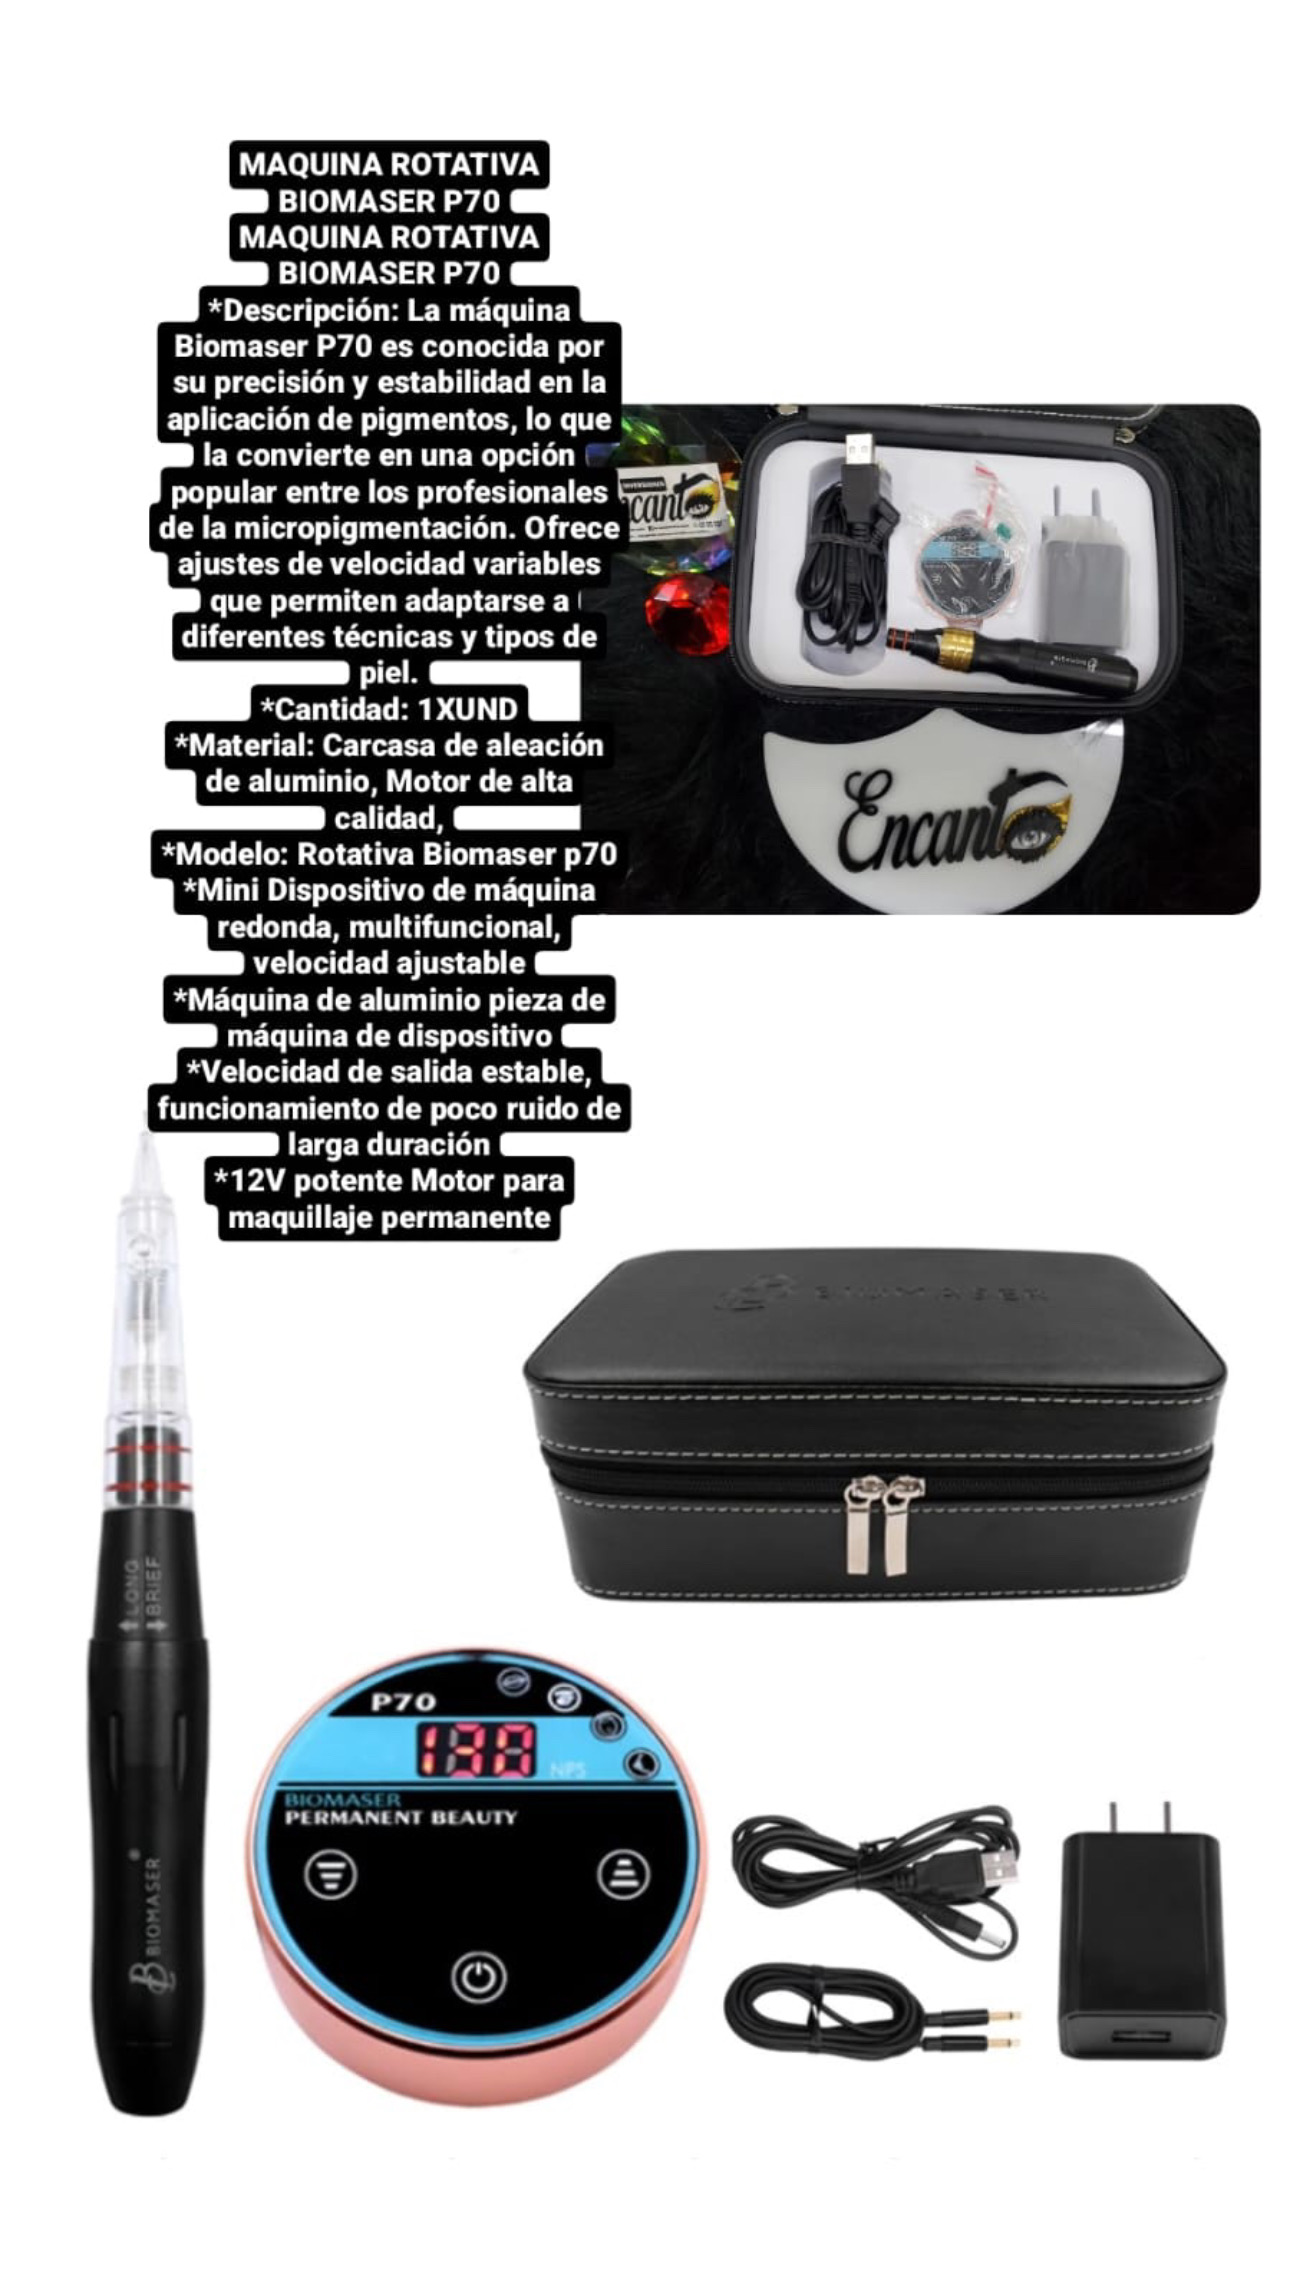 MAQUINA ROTATIVA
BIOMASER P70
MAQUINA ROTATIVA
BIOMASER P70
*Descripción: La máquina
Biomaser P70 es conocida por
su precisión y estabilidad en la
aplicación de pigmentos, lo que
la convierte en una opción
popular entre los profesionales
de la micropigmentación. Ofrece
ajustes de velocidad variables
que permiten adaptarse a
diferentes técnicas y tipos de
piel.
*Cantidad: 1XUND
*Material: Carcasa de aleación
de aluminio, Motor de alta
calidad,
*Modelo: Rotativa Biomaser p70
*Mini Dispositivo de máquina
redonda, multifuncional,
velocidad ajustable
*Máquina de aluminio pieza de
máquina de dispositivo
*Velocidad de salida estable,
funcionamiento de poco ruido de
larga duración
*12V potente Motor para
maquillaje permanente
Encanto
BIOMASER
LONG
BRIEF
BIOMASER
P70
130
NPS
BIOMASER
PERMANENT BEAUTY